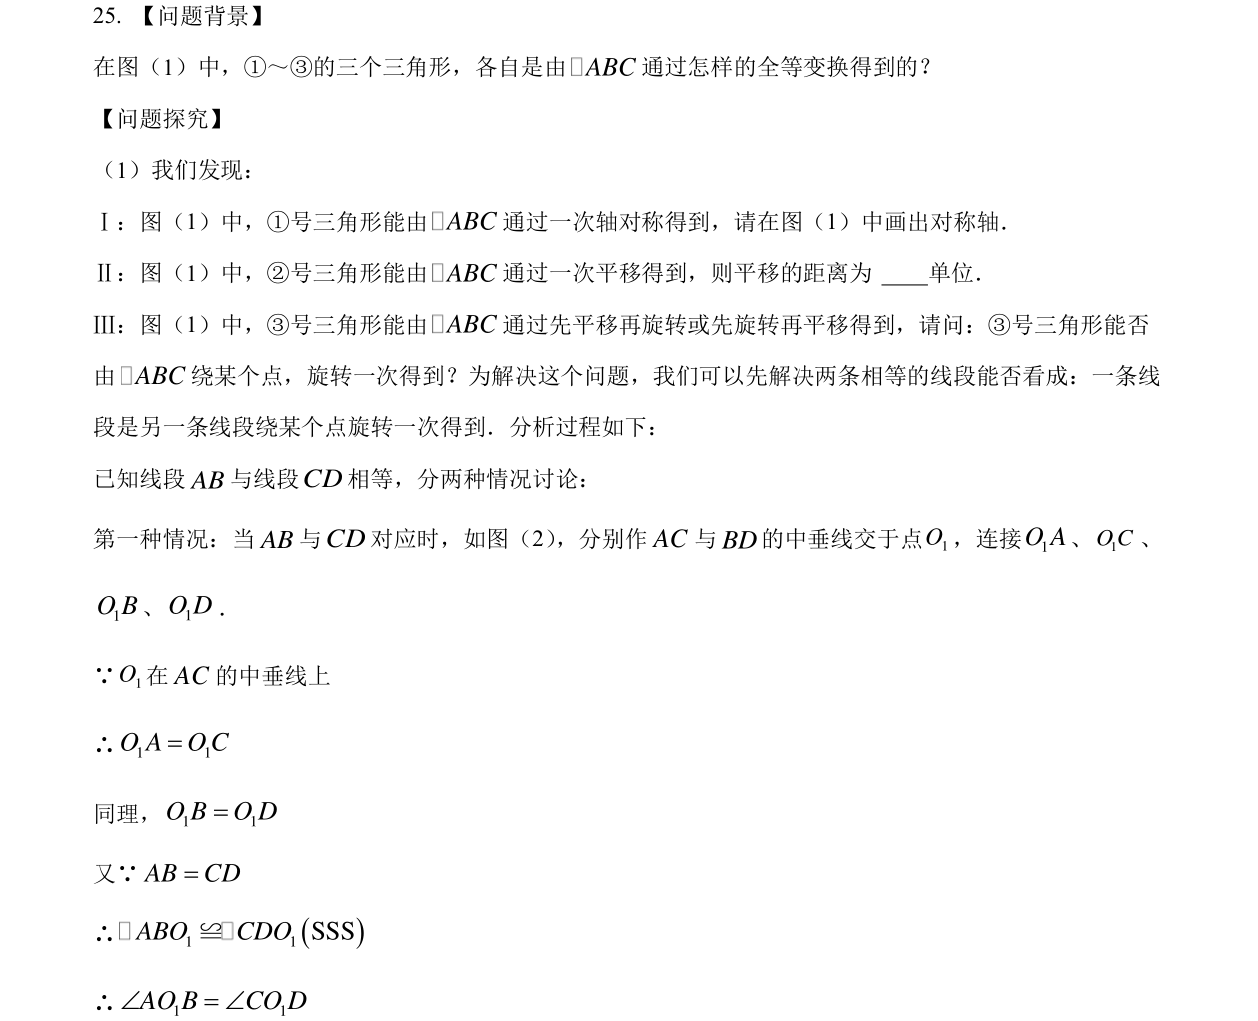 25. 【问题背景】
在图（1）中，①～③的三个三角形，各自是由□ABC通过怎样的全等变换得到的？
【问题探究】
（1）我们发现：
Ⅰ：图（1）中，①号三角形能由□ABC通过一次轴对称得到，请在图（1）中画出对称轴．
Ⅱ：图（1）中，②号三角形能由□ABC通过一次平移得到，则平移的距离为 ____单位．
Ⅲ：图（1）中，③号三角形能由□ABC通过先平移再旋转或先旋转再平移得到，请问：③号三角形能否
由□ABC绕某个点，旋转一次得到？为解决这个问题，我们可以先解决两条相等的线段能否看成：一条线
段是另一条线段绕某个点旋转一次得到．分析过程如下：
已知线段AB与线段CD相等，分两种情况讨论：
第一种情况：当AB与CD对应时，如图（2），分别作AC与BD的中垂线交于点O₁，连接O₁A、O₁C、
O₁B、O₁D．
∵O₁在AC的中垂线上
∴O₁A=O₁C
同理，O₁B=O₁D
又∵AB=CD
∴□ABO₁≌□CDO₁(SSS)
∴∠AO₁B=∠CO₁D